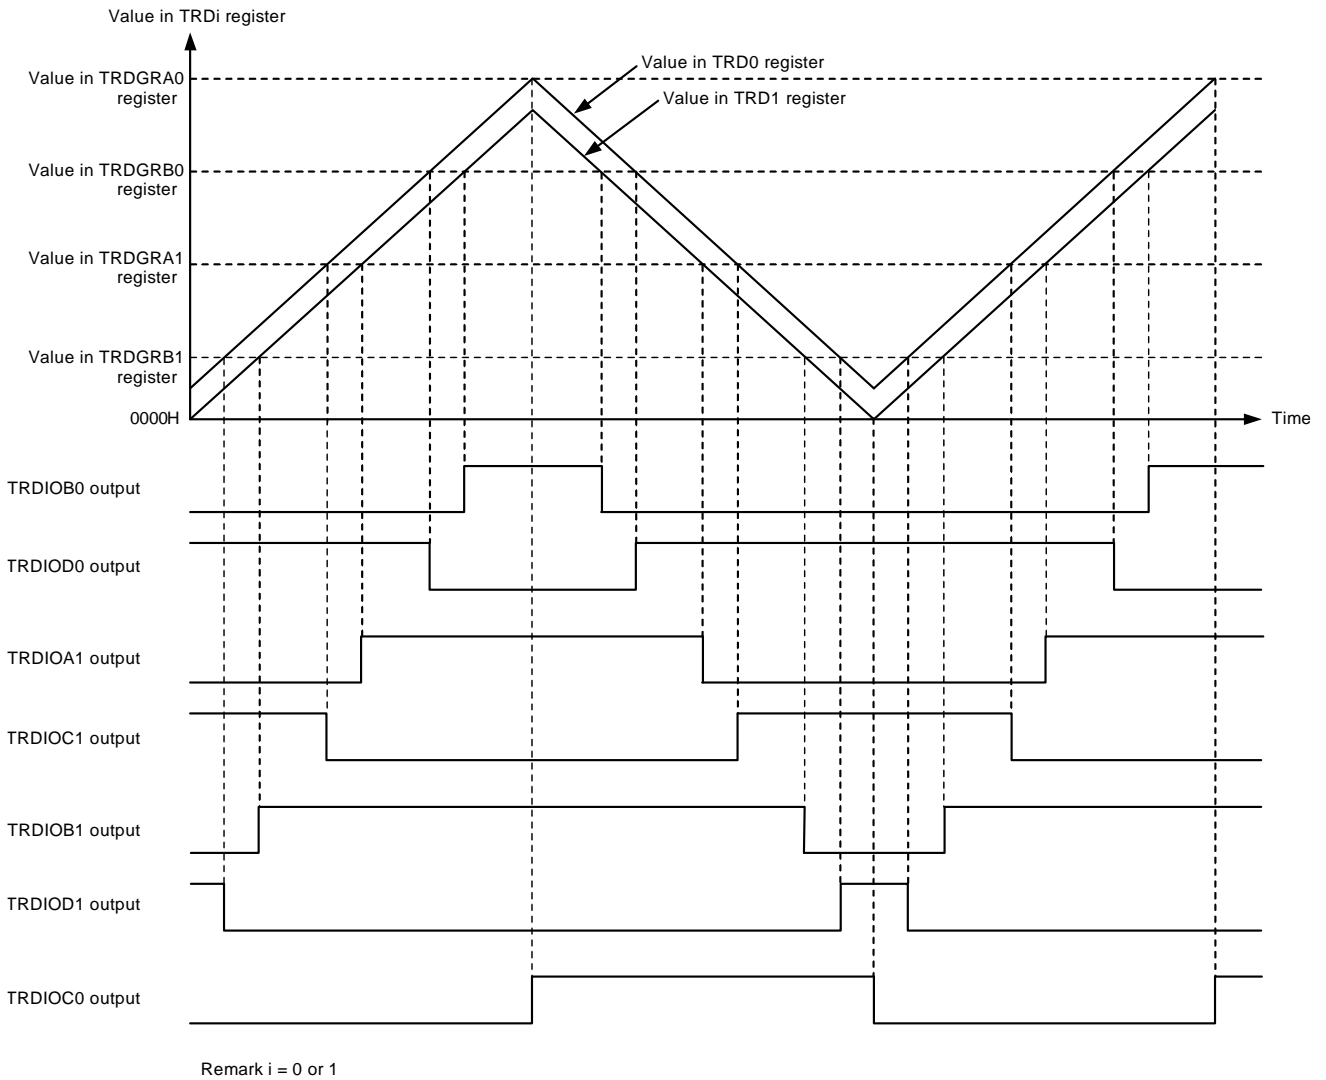 Value in TRDi register
Value in TRD0 register
Value in TRDGRA0
register
Value in TRD1 register
Value in TRDGRB0
register
Value in TRDGRA1
register
Value in TRDGRB1
register
0000H
Time
TRDIOB0 output
TRDIOD0 output
TRDIOA1 output
TRDIOC1 output
TRDIOB1 output
TRDIOD1 output
TRDIOC0 output
Remark i = 0 or 1